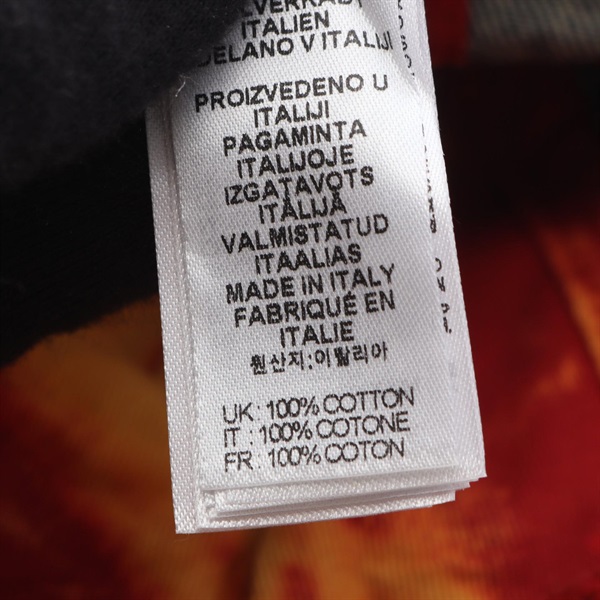 ITALIEN
DELANO V ITALIJI
PROIZVEDENO U
ITALIJI
PAGAMINTA
ITALIJOJE
IZGATAVOTS
ITĀLIJĀ
VALMISTATUD
ITAALIAS
MADE IN ITALY
FABRIQUÉ EN
ITALIE
원산지:이탈리아
UK : 100% COTTON
IT : 100% COTONE
FR : 100% COTON